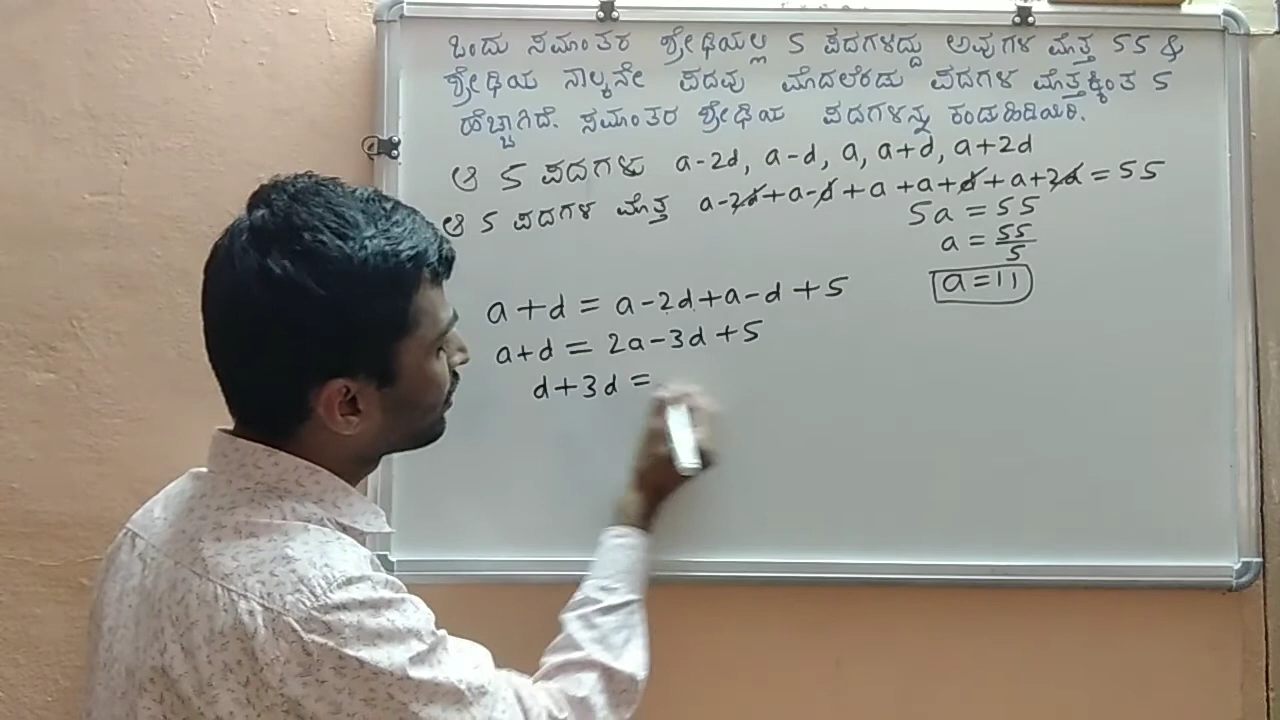 ಒಂದು ಸಮಾಂತರ ಶ್ರೇಢಿಯಲ್ಲಿ 5 ಪದಗಳಿದ್ದು ಅವುಗಳ ಮೊತ್ತ 55 &
ಶ್ರೇಢಿಯ ನಾಲ್ಕನೇ ಪದವು ಮೊದಲೆರಡು ಪದಗಳ ಮೊತ್ತಕ್ಕಿಂತ 5
ಹೆಚ್ಚಾಗಿದೆ. ಸಮಾಂತರ ಶ್ರೇಢಿಯ ಪದಗಳನ್ನು ಕಂಡುಹಿಡಿಯಿರಿ.
ಆ 5 ಪದಗಳು a-2d, a-d, a, a+d, a+2d
ಆ 5 ಪದಗಳ ಮೊತ್ತ a-2d+a-d+a+a+d+a+2d=55
5a = 55
a = 55/5
a = 11
a+d = a-2d+a-d+5
a+d = 2a-3d+5
d+3d =